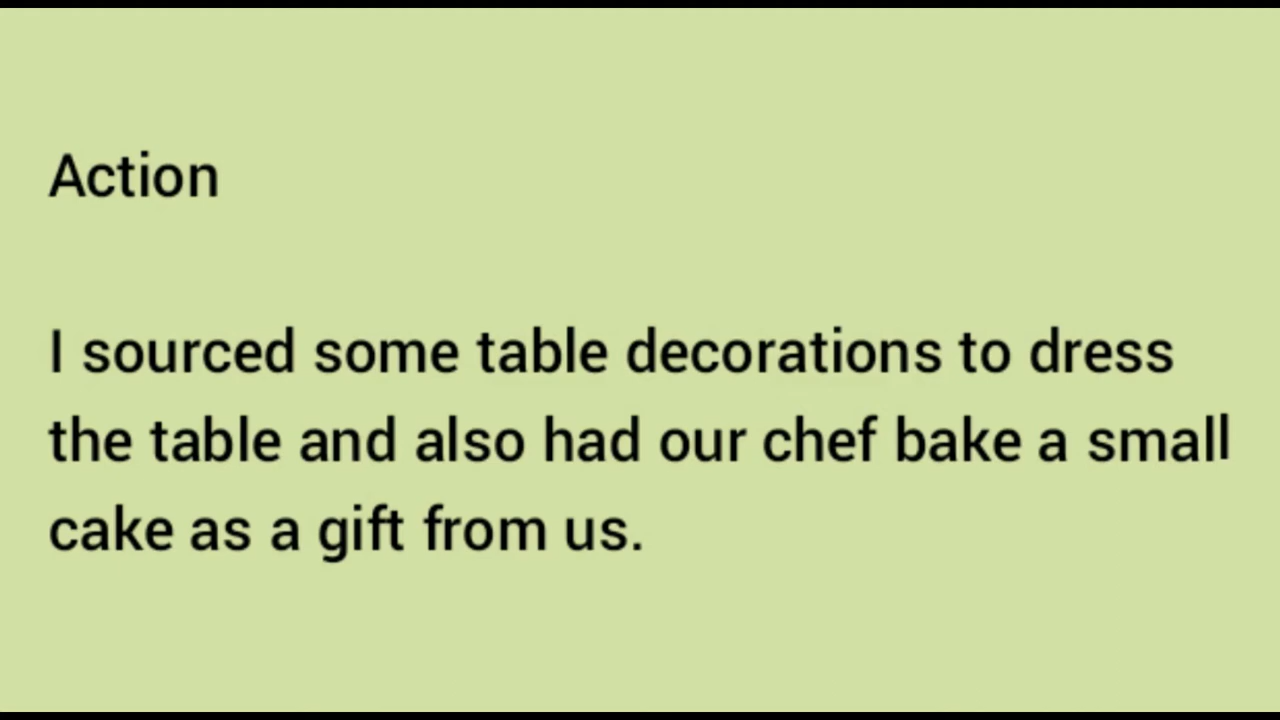 Action
I sourced some table decorations to dress
the table and also had our chef bake a small
cake as a gift from us.